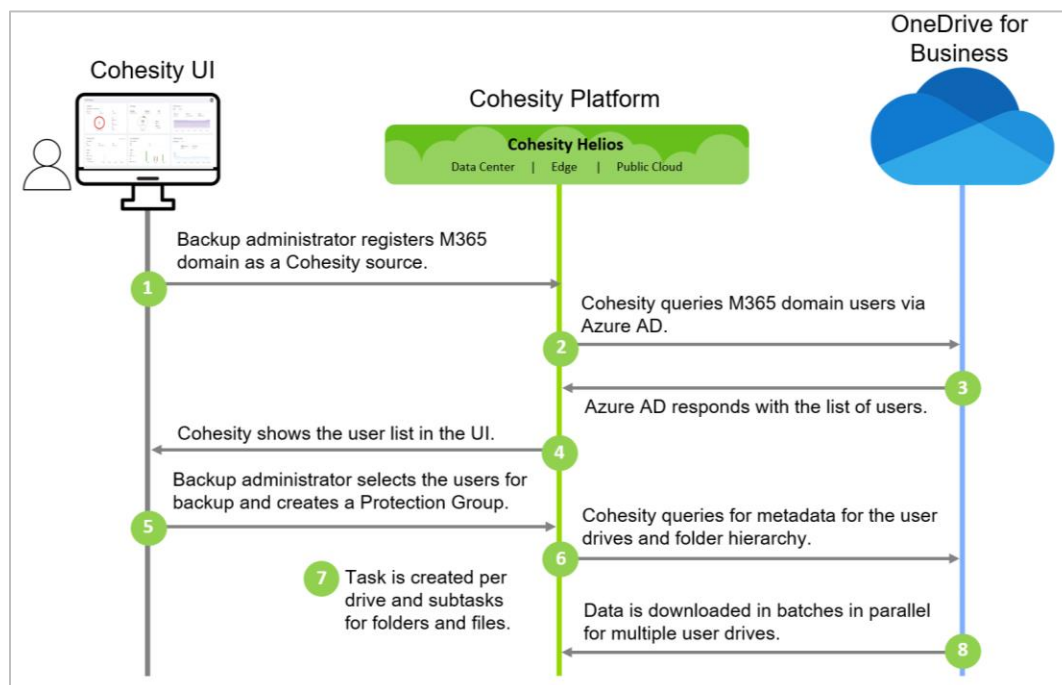 OneDrive for
Business
Cohesity UI
Cohesity Platform
Cohesity Helios
Data Center | Edge | Public Cloud
Backup administrator registers M365
domain as a Cohesity source.
1
Cohesity queries M365 domain users via
Azure AD.
2
3
Azure AD responds with the list of users.
Cohesity shows the user list in the UI.
4
Backup administrator selects the users for
backup and creates a Protection Group.
5
Cohesity queries for metadata for the user
drives and folder hierarchy.
6
7
Task is created per
drive and subtasks
for folders and files.
Data is downloaded in batches in parallel
for multiple user drives.
8